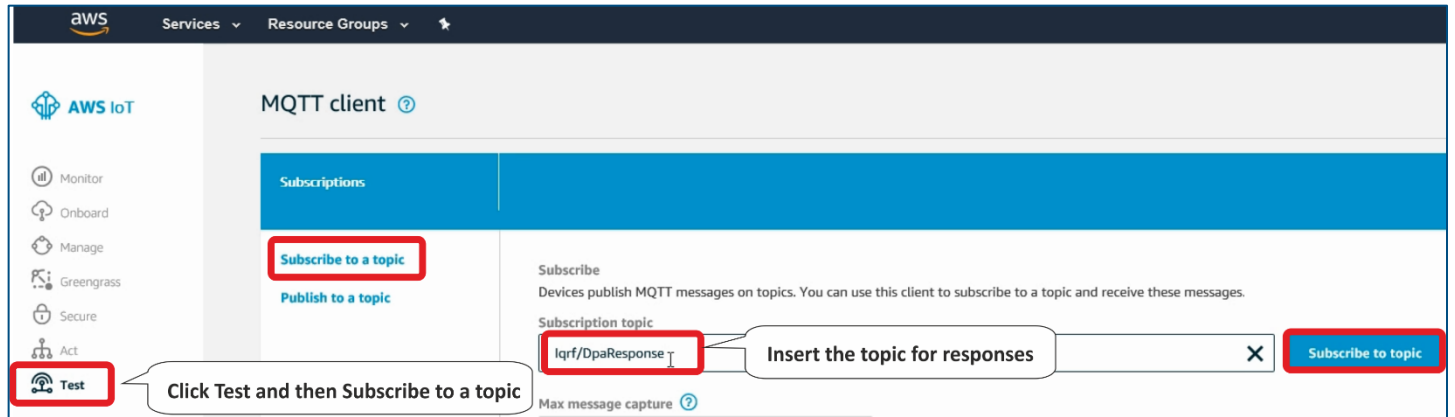 aws
Services
Resource Groups
AWS IoT
MQTT client
Monitor
Onboard
Manage
Greengrass
Secure
Act
Test
Subscriptions
Subscribe to a topic
Publish to a topic
Subscribe
Devices publish MQTT messages on topics. You can use this client to subscribe to a topic and receive these messages.
Subscription topic
Iqrf/DpaResponse
Insert the topic for responses
Subscribe to topic
Click Test and then Subscribe to a topic
Max message capture